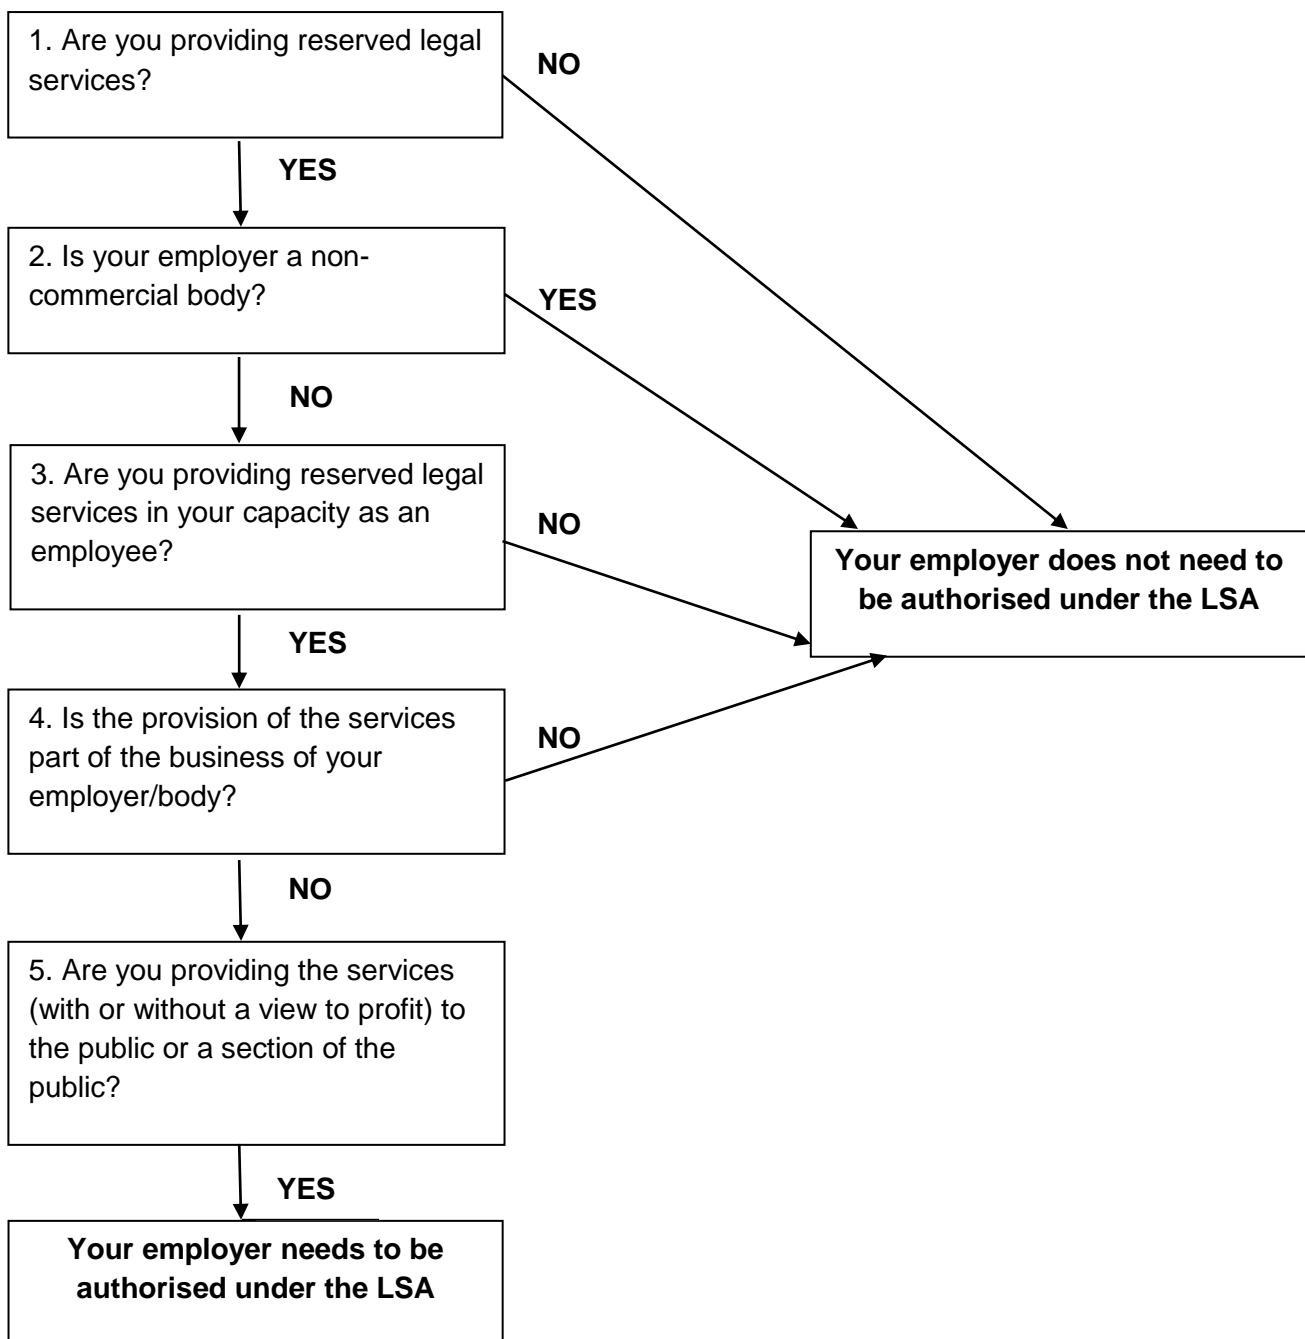 1. Are you providing reserved legal
services?
NO
YES
2. Is your employer a non-
commercial body?
YES
NO
3. Are you providing reserved legal
services in your capacity as an
employee?
NO
Your employer does not need to
be authorised under the LSA
YES
4. Is the provision of the services
part of the business of your
employer/body?
NO
NO
5. Are you providing the services
(with or without a view to profit) to
the public or a section of the
public?
YES
Your employer needs to be
authorised under the LSA